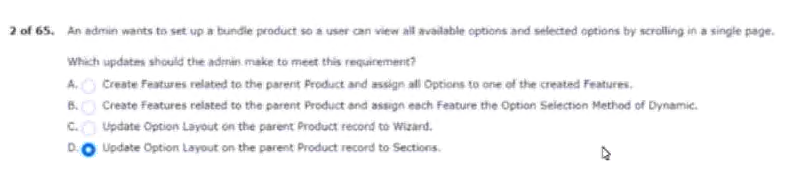 2 of 65. An admin wants to set up a bundle product so a user can view all available options and selected options by scrolling in a single page.
Which updates should the admin make to meet this requirement?
A. Create Features related to the parent Product and assign all Options to one of the created Features.
B. Create Features related to the parent Product and assign each Feature the Option Selection Method of Dynamic.
C. Update Option Layout on the parent Product record to Wizard.
D. Update Option Layout on the parent Product record to Sections.